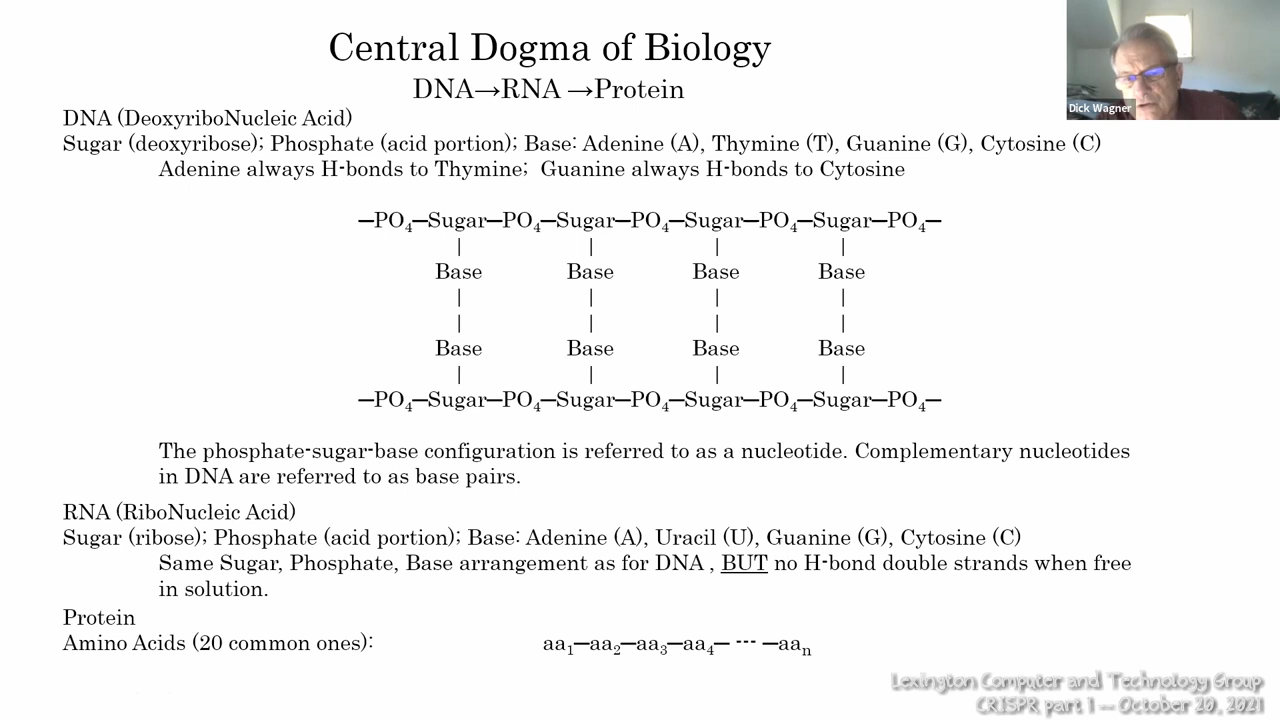 Central Dogma of Biology
DNA→RNA →Protein
Dick Wagner
DNA (DeoxyriboNucleic Acid)
Sugar (deoxyribose); Phosphate (acid portion); Base: Adenine (A), Thymine (T), Guanine (G), Cytosine (C)
Adenine always H-bonds to Thymine;  Guanine always H-bonds to Cytosine
—PO₄—Sugar—PO₄—Sugar—PO₄—Sugar—PO₄—Sugar—PO₄—
| | | |
Base Base Base Base
| | | |
| | | |
Base Base Base Base
| | | |
—PO₄—Sugar—PO₄—Sugar—PO₄—Sugar—PO₄—Sugar—PO₄—
The phosphate-sugar-base configuration is referred to as a nucleotide. Complementary nucleotides
in DNA are referred to as base pairs.
RNA (RiboNucleic Acid)
Sugar (ribose); Phosphate (acid portion); Base: Adenine (A), Uracil (U), Guanine (G), Cytosine (C)
Same Sugar, Phosphate, Base arrangement as for DNA , BUT no H-bond double strands when free
in solution.
Protein
Amino Acids (20 common ones): aa₁—aa₂—aa₃—aa₄— --- —aaₙ
Lexington Computer and Technology Group
CRISPR part 1 -- October 20, 2021